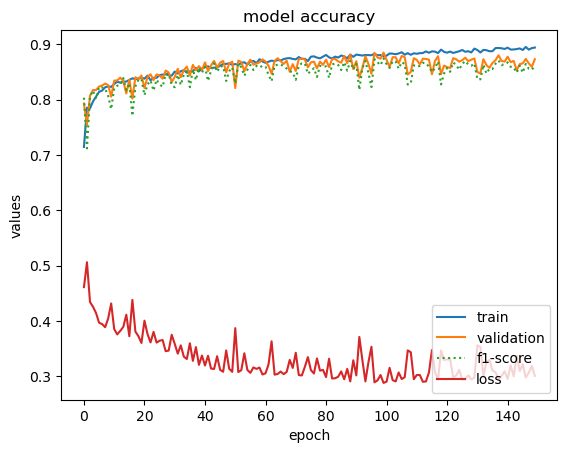 model accuracy
values
0.9
0.8
0.7
0.6
0.5
0.4
0.3
train
validation
f1-score
loss
0 20 40 60 80 100 120 140
epoch